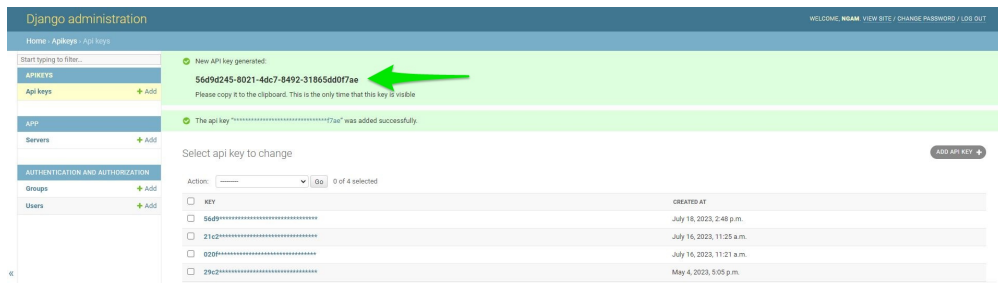 Django administration
WELCOME, NGAM. VIEW SITE / CHANGE PASSWORD / LOG OUT
Home › Apikeys › Api keys
Start typing to filter...
APIKEYS
Api keys + Add
APP
Servers + Add
AUTHENTICATION AND AUTHORIZATION
Groups + Add
Users + Add
«
New API key generated:
56d9d245-8021-4dc7-8492-31865dd0f7ae
Please copy it to the clipboard. This is the only time that this key is visible
The api key "********************************f7ae" was added successfully.
Select api key to change
ADD API KEY +
Action: --------- Go 0 of 4 selected
KEY CREATED AT
56d9******************************** July 18, 2023, 2:48 p.m.
21c2******************************** July 16, 2023, 11:25 a.m.
020f******************************** July 16, 2023, 11:21 a.m.
29c2******************************** May 4, 2023, 5:05 p.m.